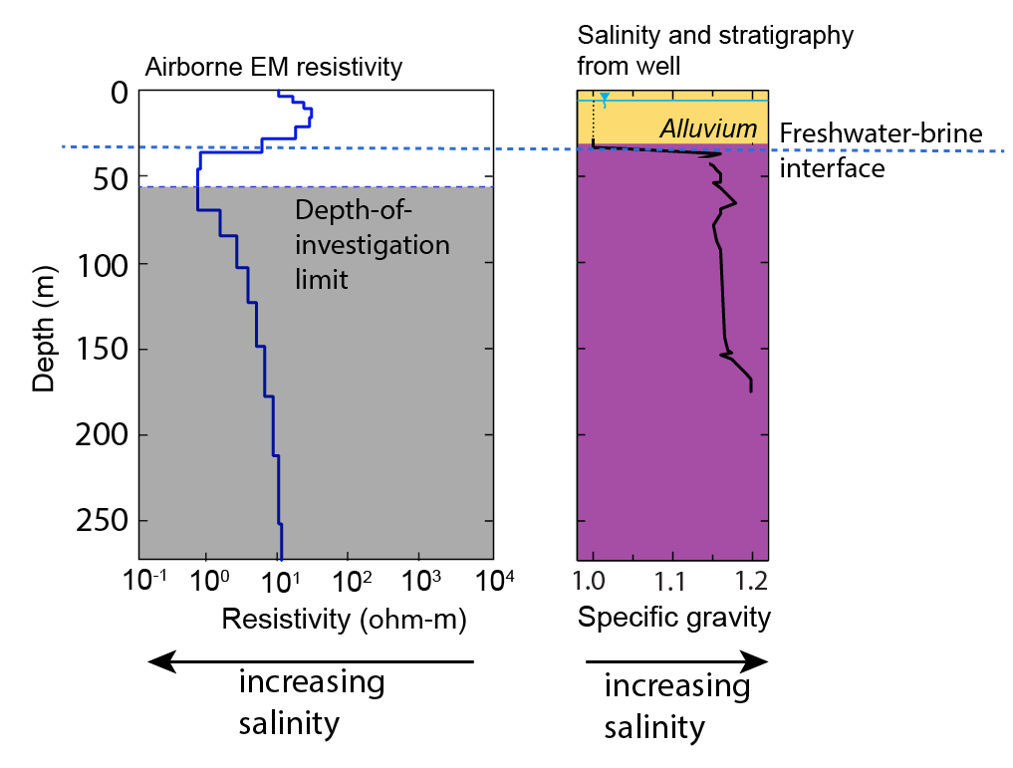 Airborne EM resistivity
Salinity and stratigraphy
from well
0
50
100
150
200
250
Depth (m)
Depth-of-
investigation
limit
10-1
100
101
102
103
104
Resistivity (ohm-m)
increasing
salinity
Alluvium
Freshwater-brine
interface
1.0
1.1
1.2
Specific gravity
increasing
salinity